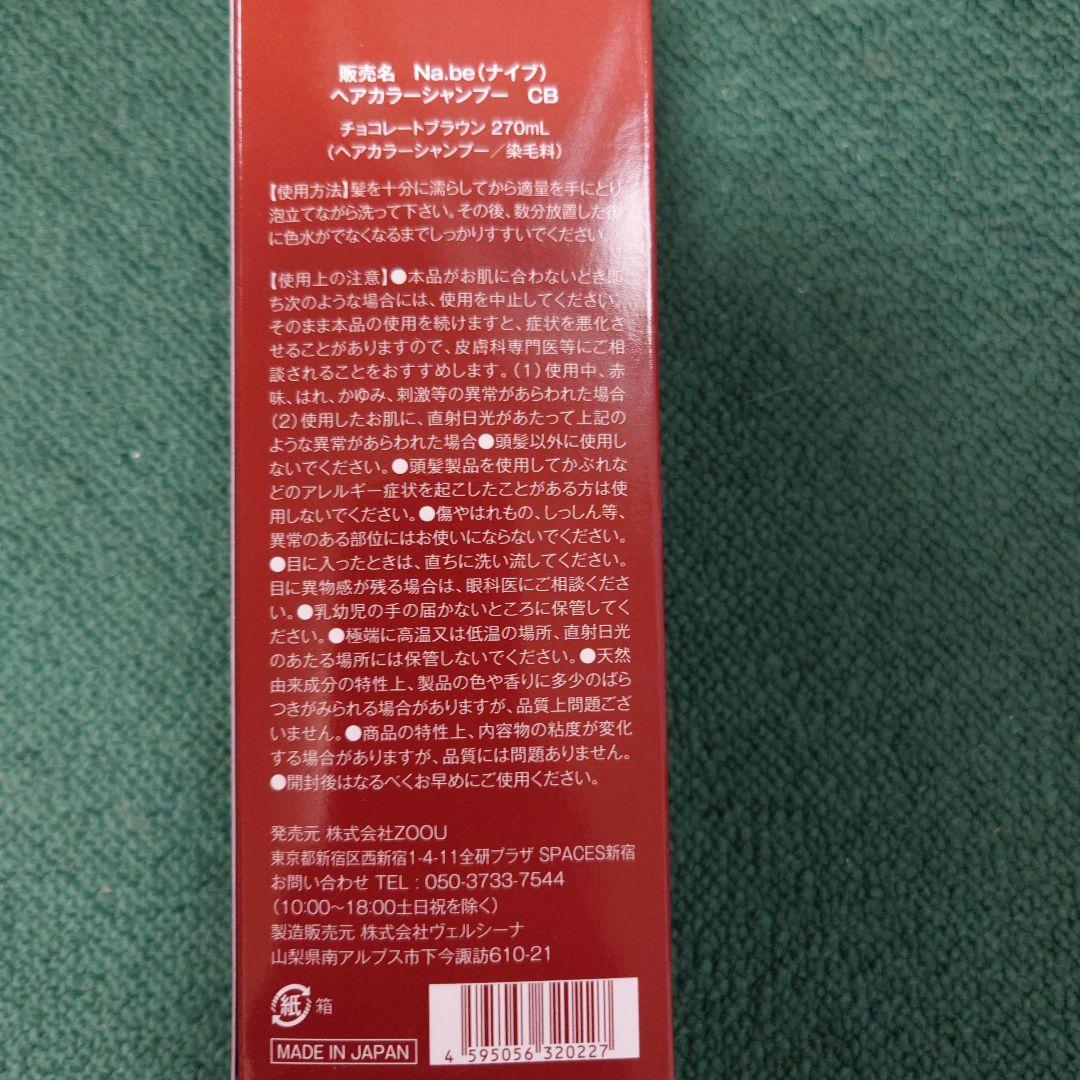 販売名 Na.be(ナイブ)
ヘアカラーシャンプー CB
チョコレートブラウン 270mL
(ヘアカラーシャンプー/染毛料)
【使用方法】髪を十分に濡らしてから適量を手にとり
泡立てながら洗って下さい。その後、数分放置した後
に色水がでなくなるまでしっかりすすいでください。
【使用上の注意】●本品がお肌に合わないとき即
ち次のような場合には、使用を中止してください。
そのまま本品の使用を続けますと、症状を悪化さ
せることがありますので、皮膚科専門医等にご相
談されることをおすすめします。(1)使用中、赤
味、はれ、かゆみ、刺激等の異常があらわれた場合
(2)使用したお肌に、直射日光があたって上記の
ような異常があらわれた場合●頭髪以外に使用し
ないでください。●頭髪製品を使用してかぶれな
どのアレルギー症状を起こしたことがある方は使
用しないでください。●傷やはれもの、しっしん等、
異常のある部位にはお使いにならないでください。
●目に入ったときは、直ちに洗い流してください。
目に異物感が残る場合は、眼科医にご相談くださ
い。●乳幼児の手の届かないところに保管してく
ださい。●極端に高温又は低温の場所、直射日光
のあたる場所には保管しないでください。●天然
由来成分の特性上、製品の色や香りに多少のばら
つきがみられる場合がありますが、品質上問題ござ
いません。●商品の特性上、内容物の粘度が変化
する場合がありますが、品質には問題ありません。
●開封後はなるべくお早めにご使用ください。
発売元 株式会社ZOOU
東京都新宿区西新宿1-4-11全研プラザ SPACES新宿
お問い合わせ TEL : 050-3733-7544
(10:00〜18:00土日祝を除く)
製造販売元 株式会社ヴェルシーナ
山梨県南アルプス市下今諏訪610-21
紙 箱
MADE IN JAPAN
4 595056 320227